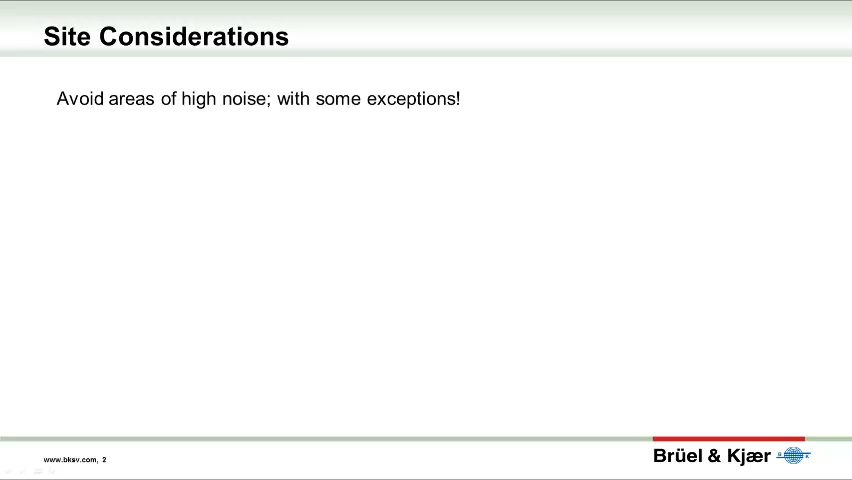 Site Considerations
Avoid areas of high noise; with some exceptions!
www.bksv.com, 2
Brüel & Kjær